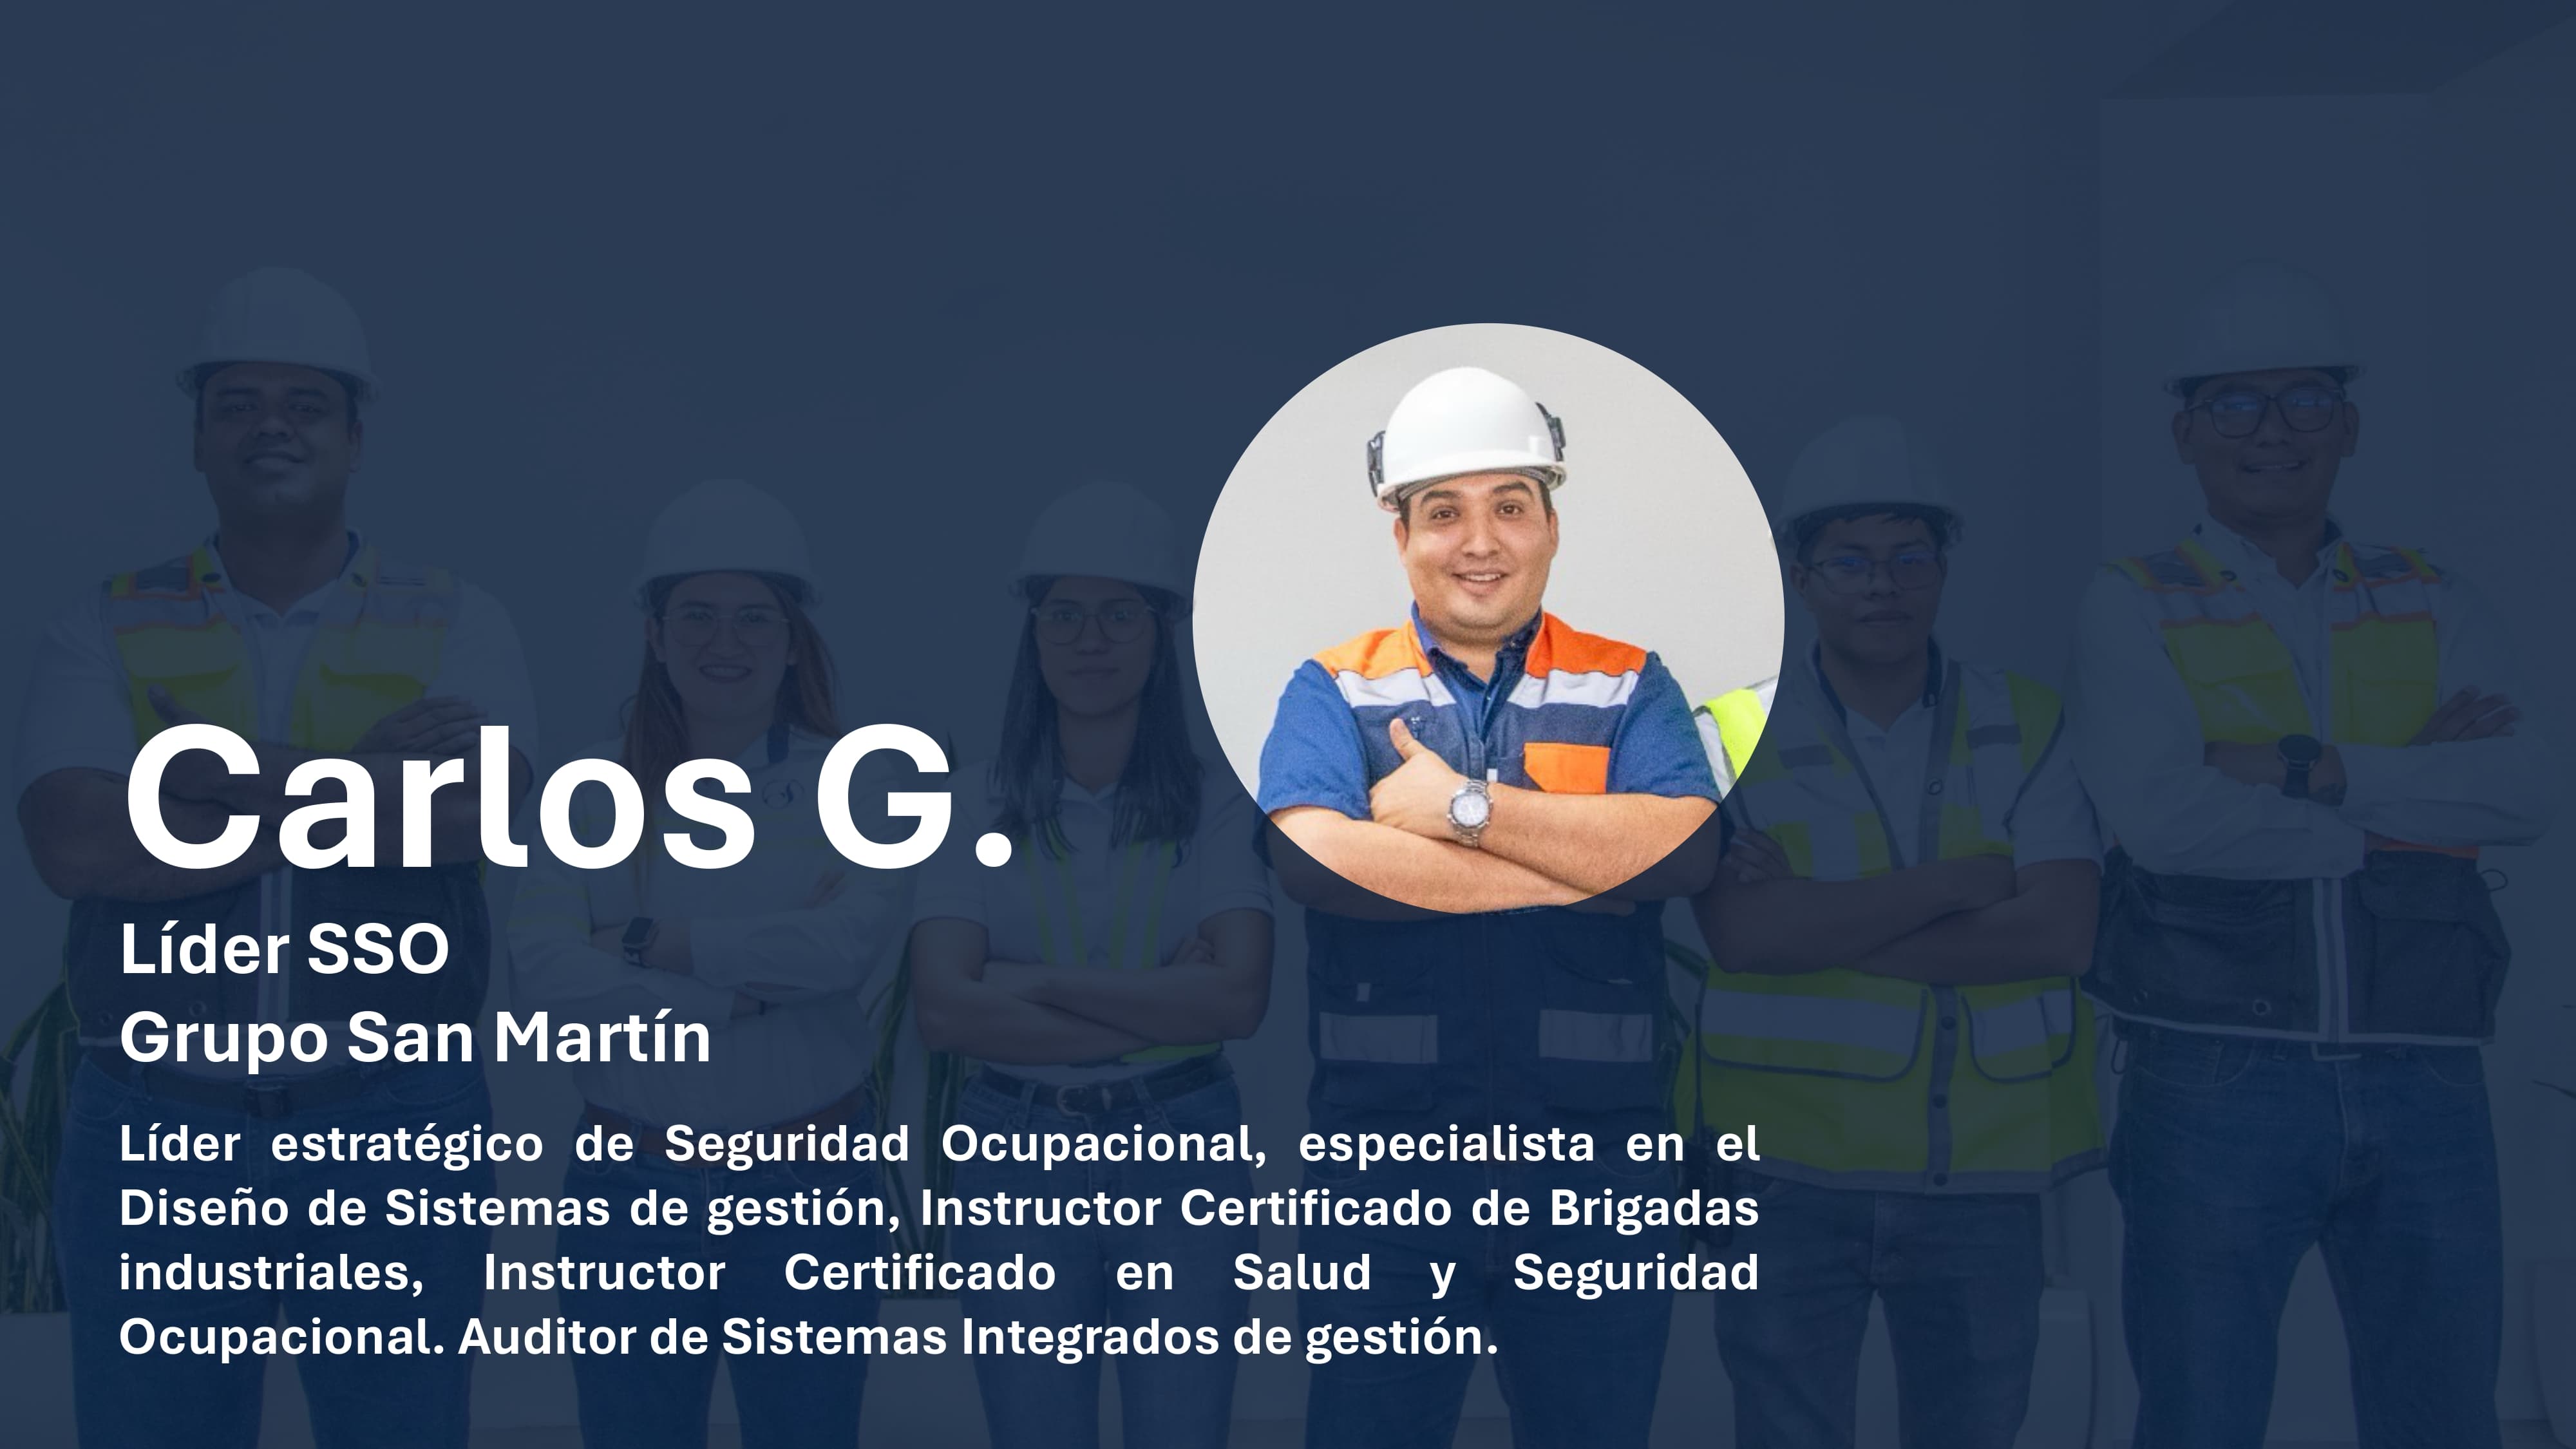 Carlos G.
Líder SSO
Grupo San Martín
Líder estratégico de Seguridad Ocupacional, especialista en el
Diseño de Sistemas de gestión, Instructor Certificado de Brigadas
industriales, Instructor Certificado en Salud y Seguridad
Ocupacional. Auditor de Sistemas Integrados de gestión.